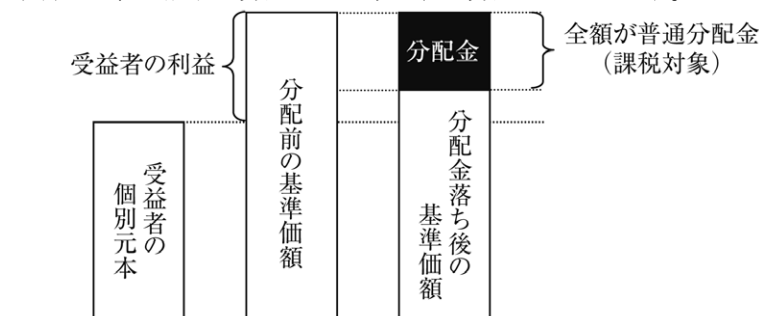 受益者の利益
分配金
全額が普通分配金
（課税対象）
受益者の
個別元本
分配前の基準価額
分配金落ち後の
基準価額